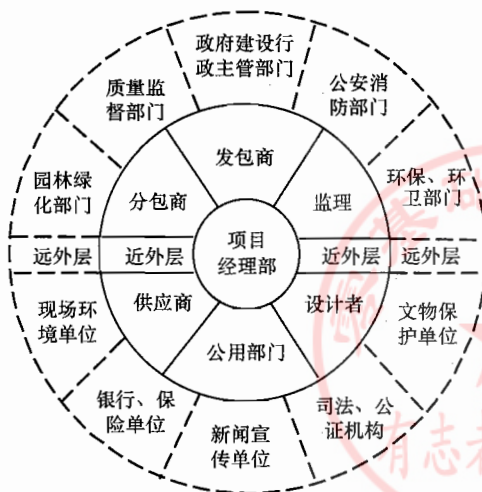 政府建设行
政主管部门
质量监
督部门
公安消
防部门
发包商
园林绿
化部门
分包商
监理
环保、环
卫部门
项目
经理部
远外层
近外层
近外层
远外层
现场环
境单位
供应商
设计者
文物保
护单位
公用部门
银行、保
险单位
新闻宣
传单位
司法、公
证机构
有志者